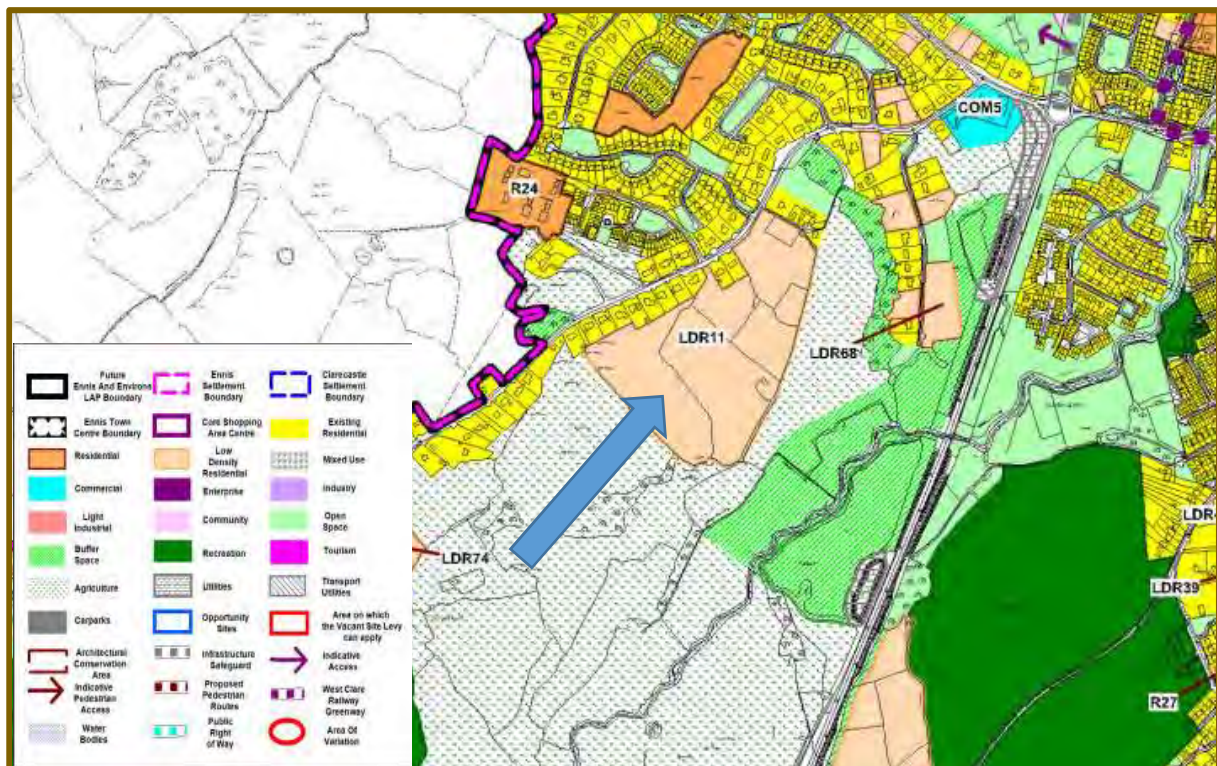 COM5
R24
LDR11
LDR68
LDR74
LDR39
R27
Future
Ennis And Environs
LAP Boundary
Ennis
Settlement
Boundary
Clarecastle
Settlement
Boundary
Ennis Town
Centre Boundary
Core Shopping
Area Centre
Existing
Residential
Residential
Low
Density
Residential
Mixed Use
Commercial
Enterprise
Industry
Light
Industrial
Community
Open
Space
Buffer
Space
Recreation
Tourism
Agriculture
Utilities
Transport
Utilities
Carparks
Opportunity
Sites
Area on which
the Vacant Site Levy
can apply
Architectural
Conservation
Area
Infrastructure
Safeguard
Indicative
Access
Indicative
Pedestrian
Access
Proposed
Pedestrian
Routes
West Clare
Railway
Greenway
Water
Bodies
Public
Right
of Way
Area Of
Variation